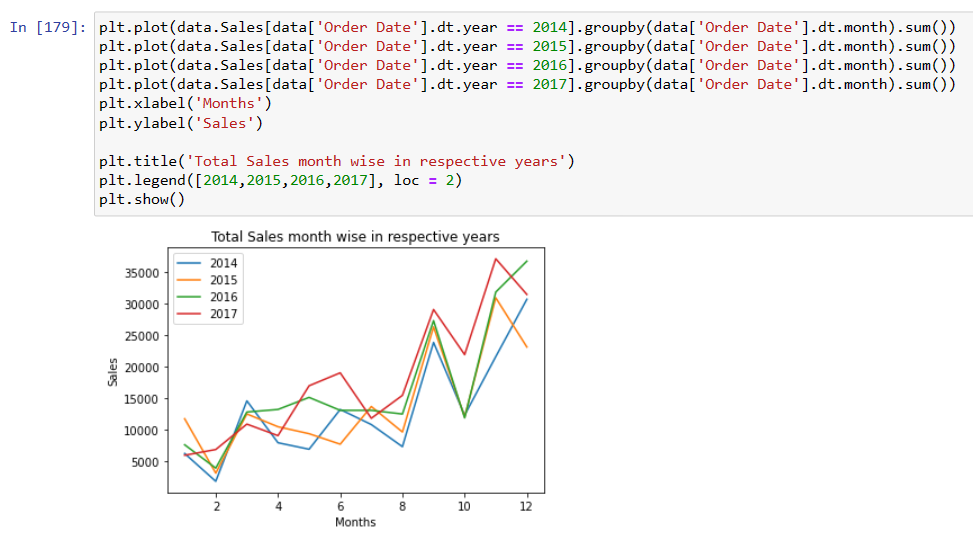 In [179]: plt.plot(data.Sales[data['Order Date'].dt.year == 2014].groupby(data['Order Date'].dt.month).sum())
plt.plot(data.Sales[data['Order Date'].dt.year == 2015].groupby(data['Order Date'].dt.month).sum())
plt.plot(data.Sales[data['Order Date'].dt.year == 2016].groupby(data['Order Date'].dt.month).sum())
plt.plot(data.Sales[data['Order Date'].dt.year == 2017].groupby(data['Order Date'].dt.month).sum())
plt.xlabel('Months')
plt.ylabel('Sales')
plt.title('Total Sales month wise in respective years')
plt.legend([2014,2015,2016,2017], loc = 2)
plt.show()
Total Sales month wise in respective years
2014
2015
2016
2017
35000
30000
25000
20000
15000
10000
5000
Sales
2 4 6 8 10 12
Months